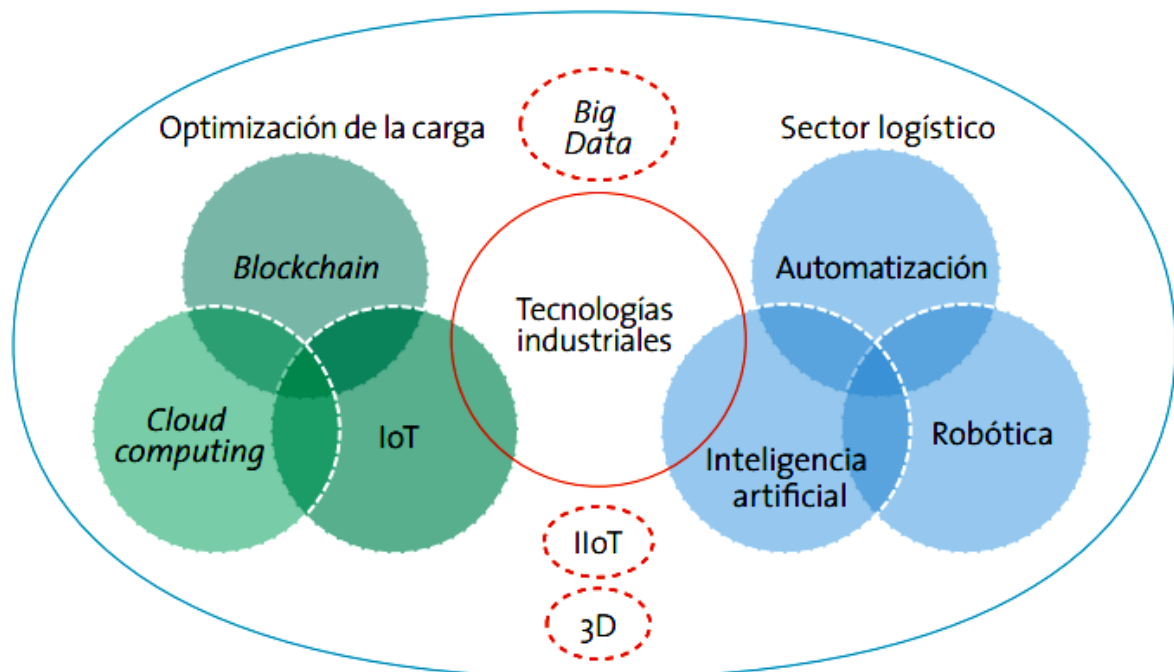 Optimización de la carga
Big
Data
Sector logístico
Blockchain
Automatización
Tecnologías
industriales
Cloud
computing
IoT
Inteligencia
artificial
Robótica
IIoT
3D